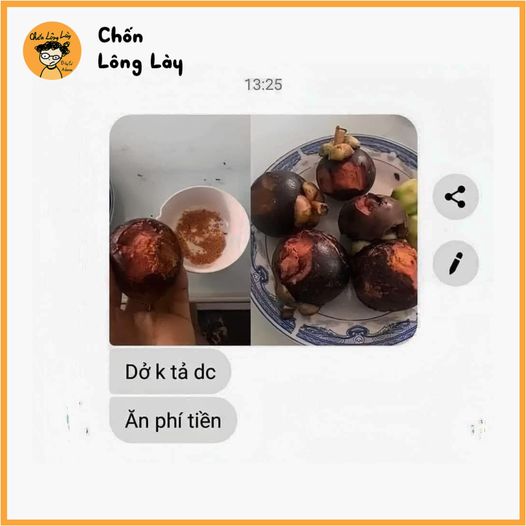 Chốn
Lông Lày
13:25
Dở k tả dc
Ăn phí tiền